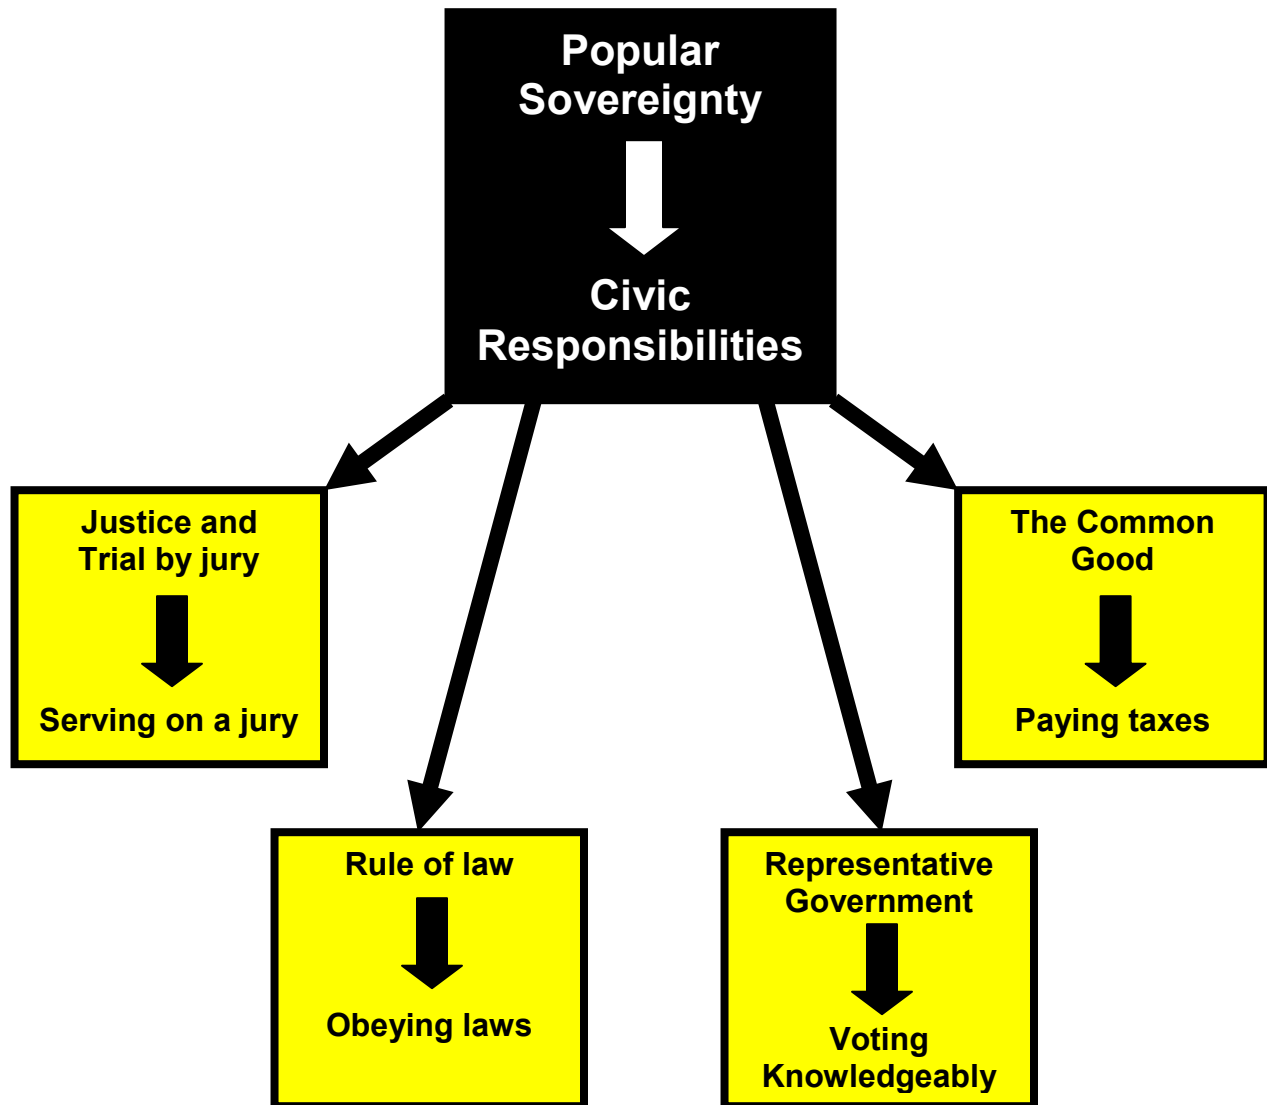 Popular
Sovereignty
Civic
Responsibilities
Justice and
Trial by jury
Serving on a jury
The Common
Good
Paying taxes
Rule of law
Obeying laws
Representative
Government
Voting
Knowledgeably